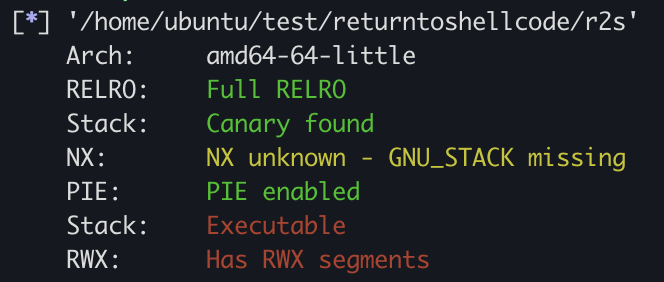 [*] '/home/ubuntu/test/returntoshellcode/r2s'
Arch: amd64-64-little
RELRO: Full RELRO
Stack: Canary found
NX: NX unknown - GNU_STACK missing
PIE: PIE enabled
Stack: Executable
RWX: Has RWX segments